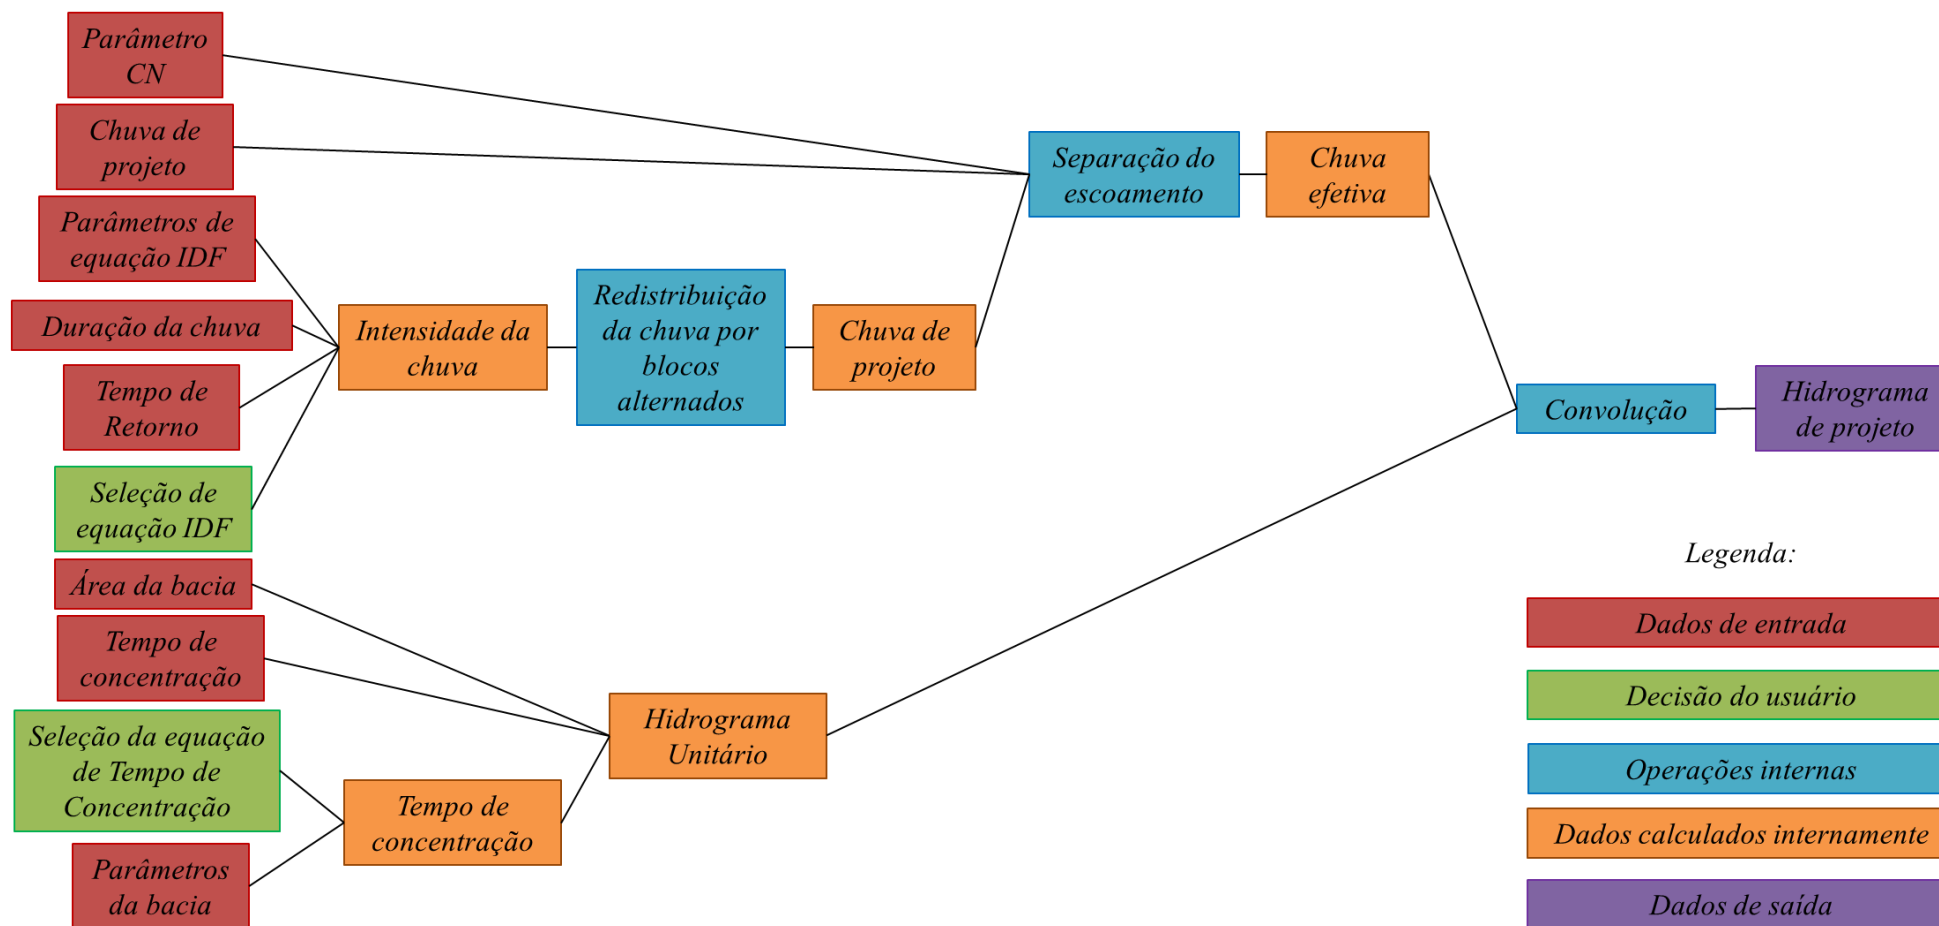 Parâmetro
CN
Chuva de
projeto
Parâmetros de
equação IDF
Duração da chuva
Tempo de
Retorno
Seleção de
equação IDF
Área da bacia
Tempo de
concentração
Seleção da equação
de Tempo de
Concentração
Parâmetros
da bacia
Intensidade da
chuva
Redistribuição
da chuva por
blocos
alternados
Chuva de
projeto
Tempo de
concentração
Hidrograma
Unitário
Separação do
escoamento
Chuva
efetiva
Convolução
Hidrograma
de projeto
Legenda:
Dados de entrada
Decisão do usuário
Operações internas
Dados calculados internamente
Dados de saída